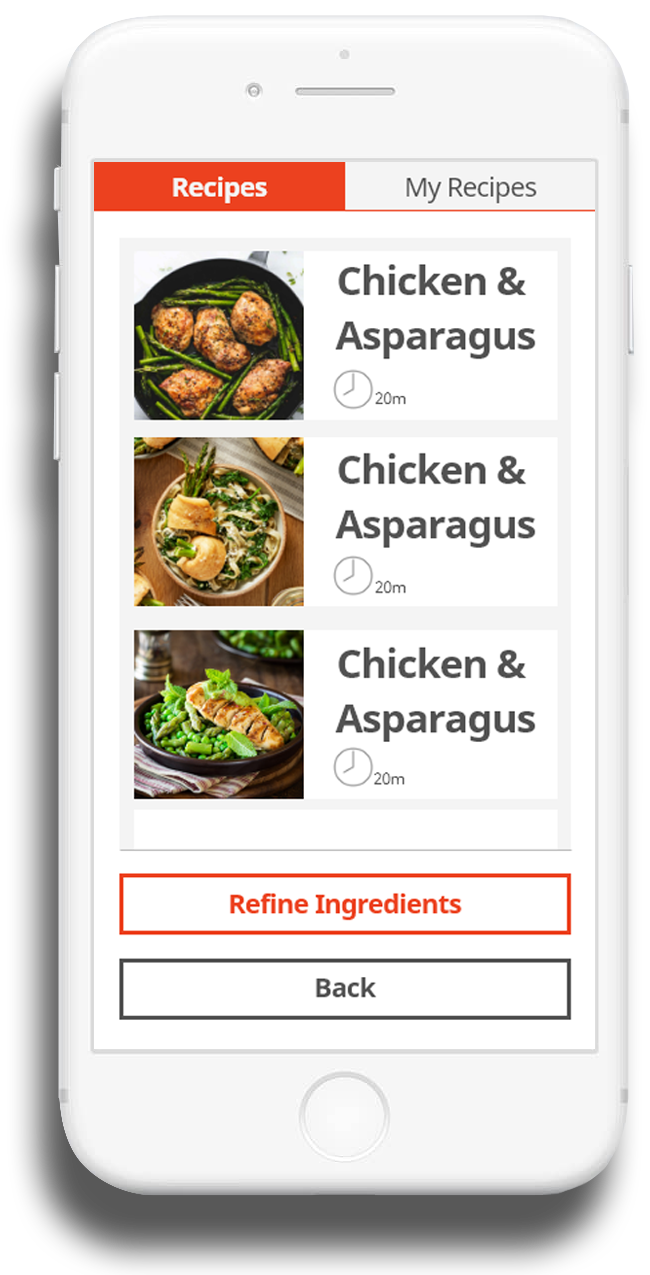 Recipes
My Recipes
Chicken &
Asparagus
20m
Chicken &
Asparagus
20m
Chicken &
Asparagus
20m
Refine Ingredients
Back